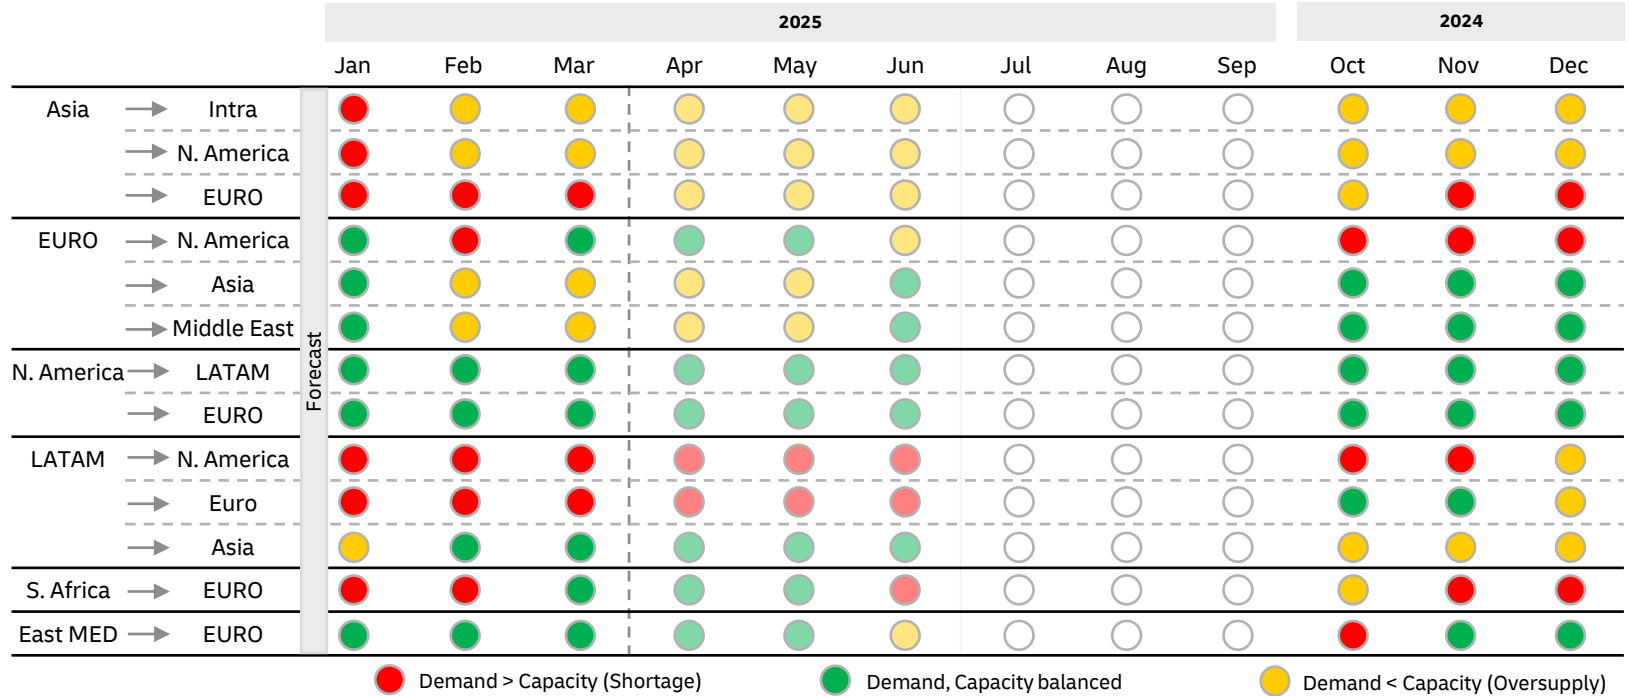 2025 2024
Jan Feb Mar Apr May Jun Jul Aug Sep Oct Nov Dec
Asia Intra
N. America
EURO
EURO N. America
Asia
Middle East
Forecast
N. America LATAM
EURO
LATAM N. America
Euro
Asia
S. Africa EURO
East MED EURO
Demand > Capacity (Shortage) Demand, Capacity balanced Demand < Capacity (Oversupply)